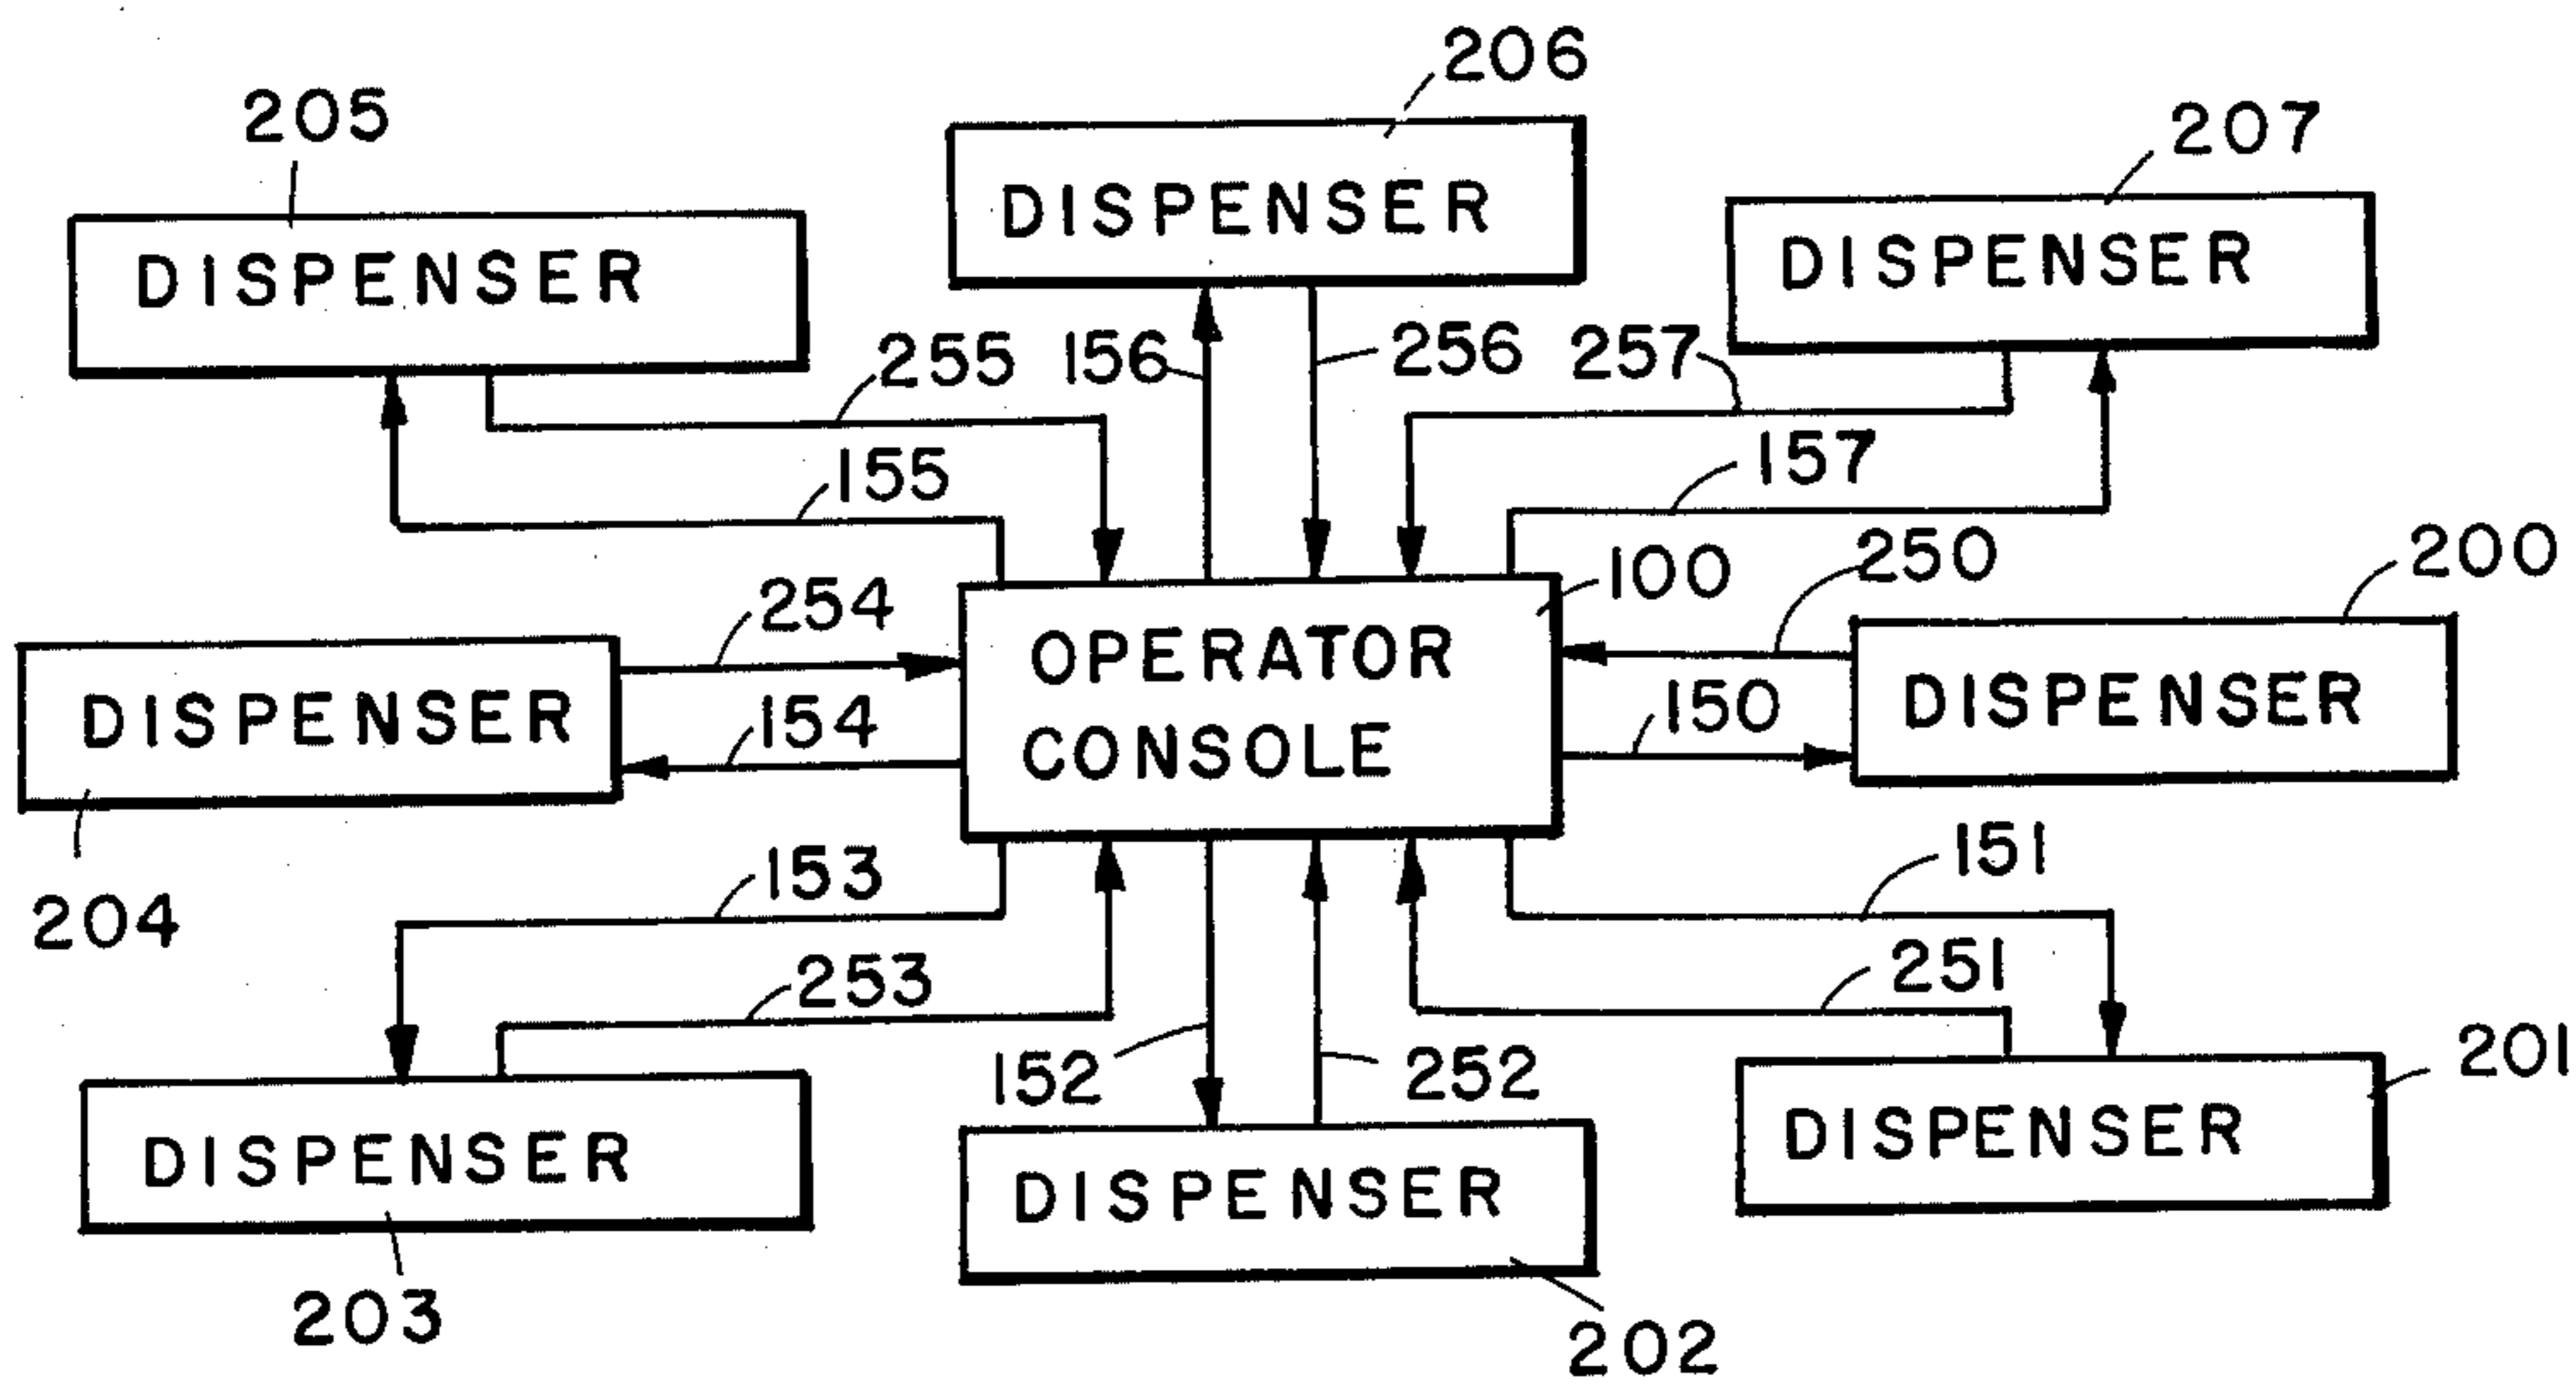 206
205
207
DISPENSER
DISPENSER
DISPENSER
255
156
256
257
155
157
254
100
250
200
OPERATOR
CONSOLE
DISPENSER
154
150
DISPENSER
153
151
204
253
251
152
252
201
DISPENSER
DISPENSER
DISPENSER
203
202